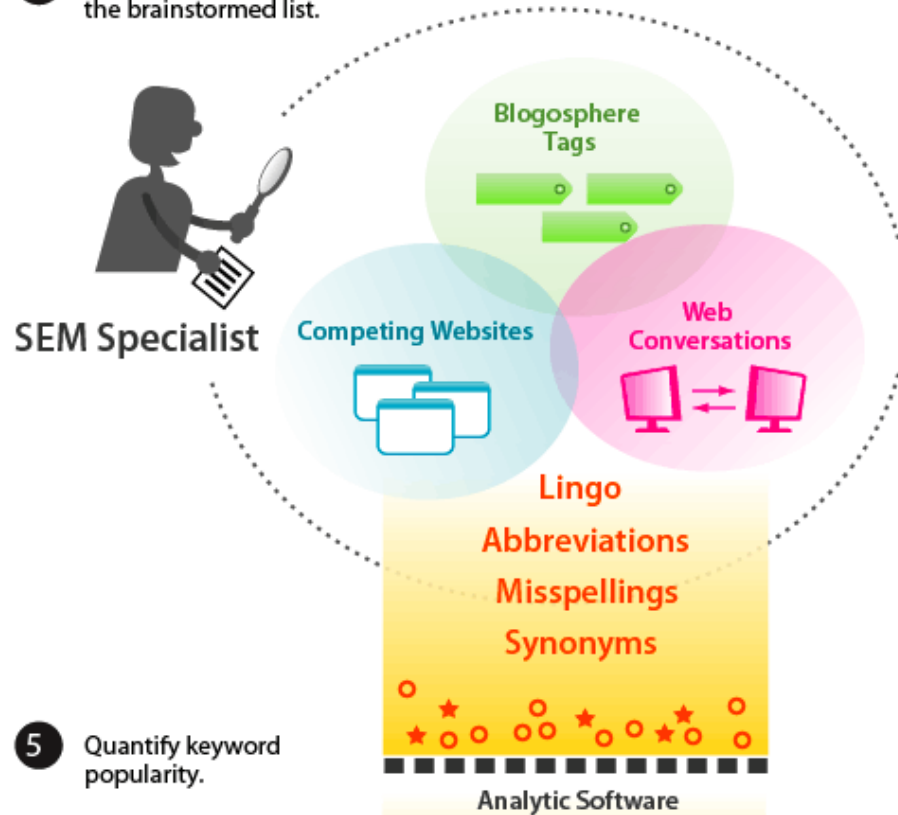 the brainstormed list.
Blogosphere
Tags
SEM Specialist
Competing Websites
Web
Conversations
Lingo
Abbreviations
Misspellings
Synonyms
5
Quantify keyword
popularity.
Analytic Software